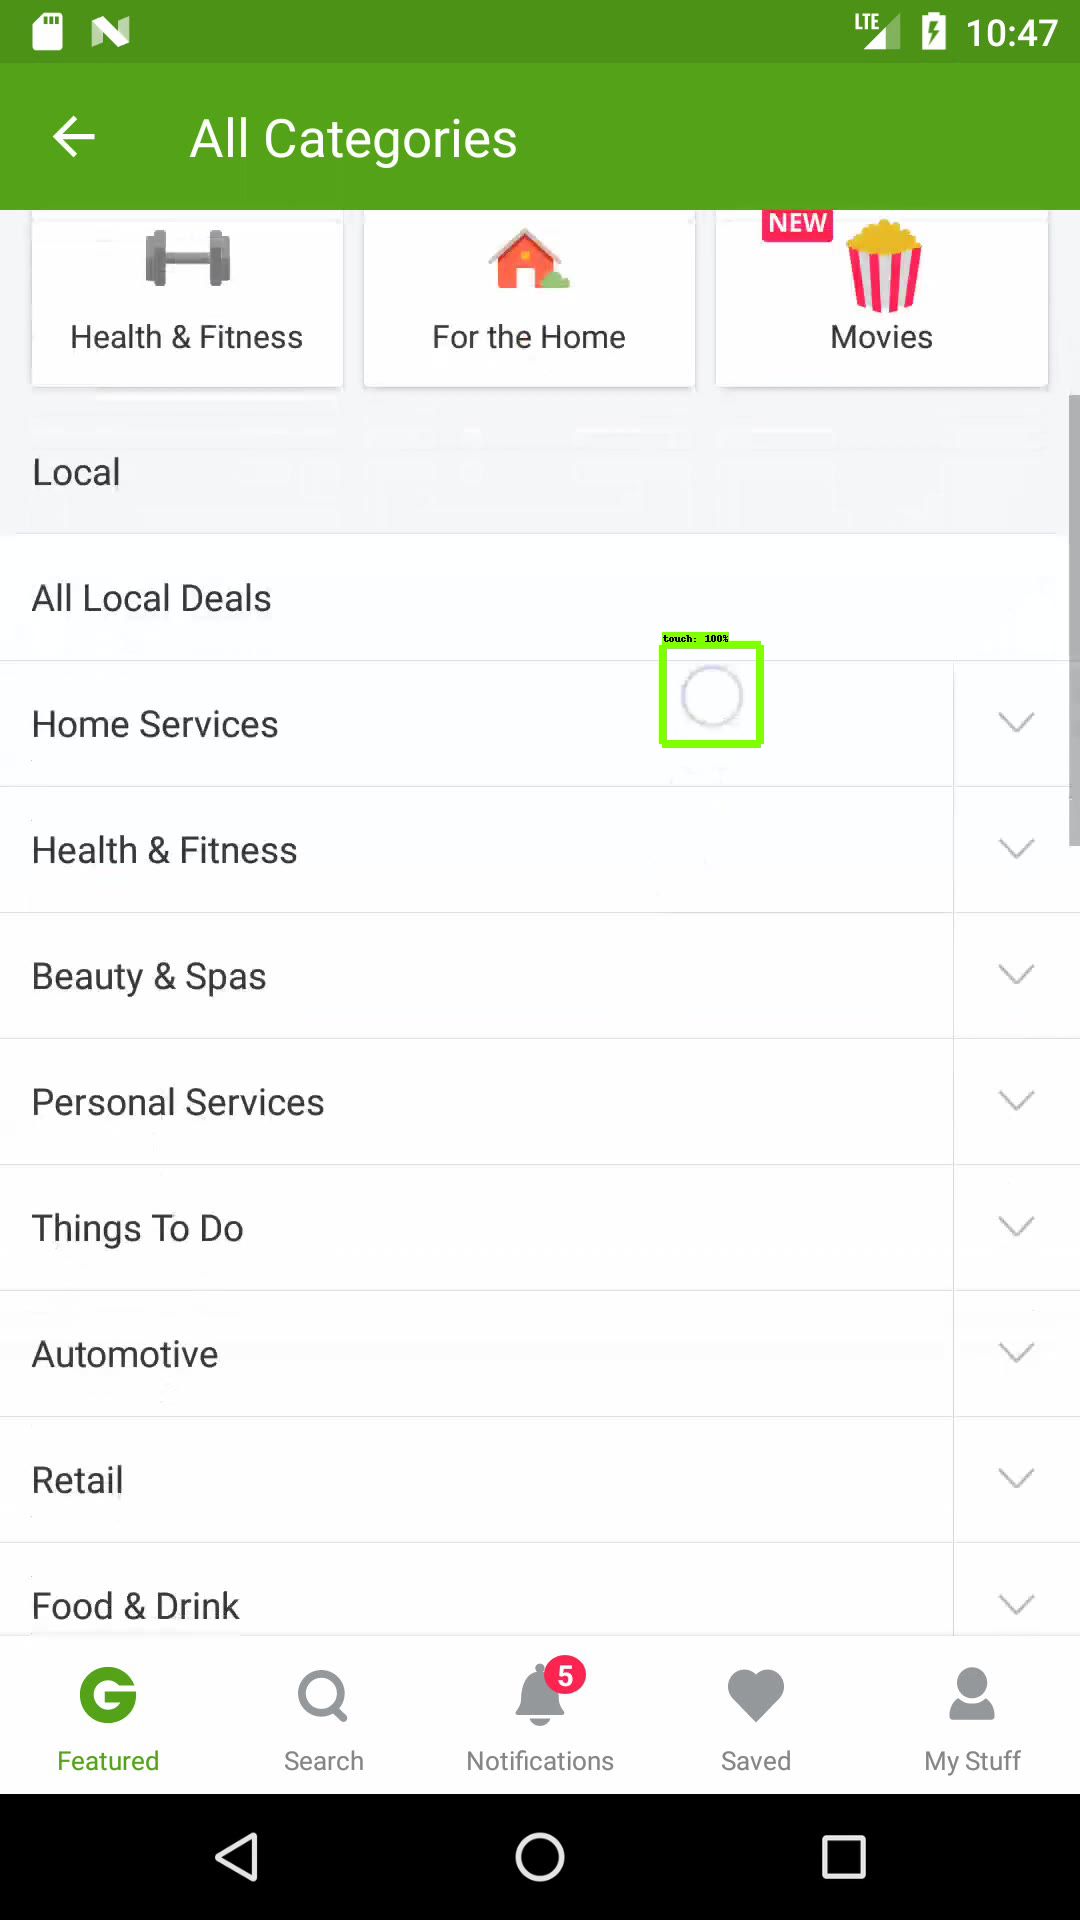 LTE 10:47
All Categories
NEW
Health & Fitness For the Home Movies
Local
All Local Deals
touch: 100%
Home Services
Health & Fitness
Beauty & Spas
Personal Services
Things To Do
Automotive
Retail
Food & Drink
5
Featured Search Notifications Saved My Stuff